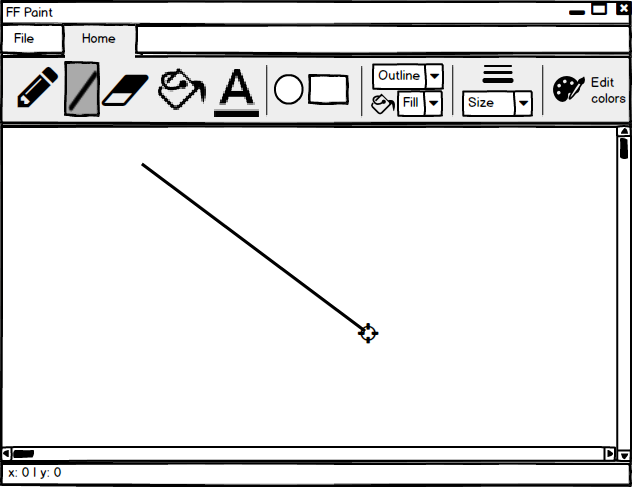 FF Paint
File
Home
A
Outline
Fill
Size
Edit
colors
x: 0 | y: 0